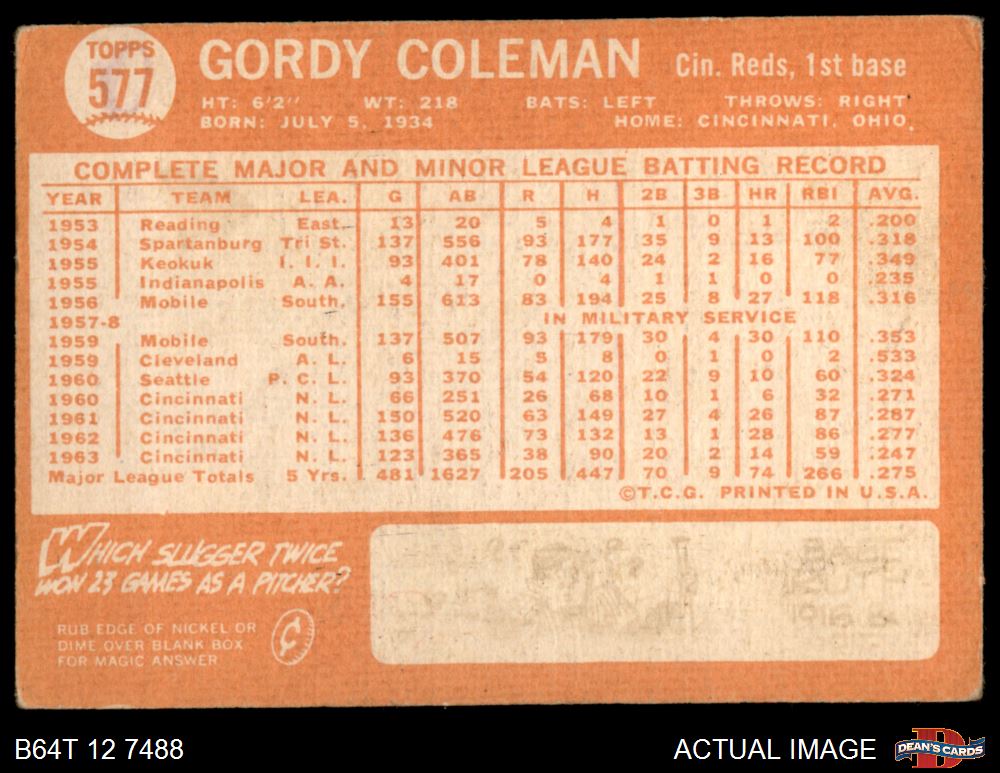 TOPPS
577
GORDY COLEMAN
Cin. Reds, 1st base
HT: 6'2" WT: 218 BATS: LEFT THROWS: RIGHT
BORN: JULY 5, 1934 HOME: CINCINNATI, OHIO.
COMPLETE MAJOR AND MINOR LEAGUE BATTING RECORD
YEAR TEAM LEA. G AB R H 2B 3B HR RBI AVG.
1953 Reading East. 13 20 5 4 1 0 1 2 .200
1954 Spartanburg Tri St. 137 556 93 177 35 9 13 100 .318
1955 Keokuk I. I. I. 93 401 78 140 24 2 16 77 .349
1955 Indianapolis A. A. 4 17 0 4 1 1 0 0 .235
1956 Mobile South. 155 613 83 194 25 8 27 118 .316
1957-8 IN MILITARY SERVICE
1959 Mobile South. 137 507 93 179 30 4 30 110 .353
1959 Cleveland A. L. 6 15 5 8 0 1 0 2 .533
1960 Seattle P. C. L. 93 370 54 120 22 9 10 60 .324
1960 Cincinnati N. L. 66 251 26 68 10 1 6 32 .271
1961 Cincinnati N. L. 150 520 63 149 27 4 26 87 .287
1962 Cincinnati N. L. 136 476 73 132 13 1 28 86 .277
1963 Cincinnati N. L. 123 365 38 90 20 2 14 59 .247
Major League Totals 5 Yrs. 481 1627 205 447 70 9 74 266 .275
©T.C.G. PRINTED IN U.S.A.
WHICH SLUGGER TWICE
WON 23 GAMES AS A PITCHER?
RUB EDGE OF NICKEL OR
DIME OVER BLANK BOX
FOR MAGIC ANSWER
¢
BABE
RUTH
B64T 12 7488
ACTUAL IMAGE
DEAN'S CARDS